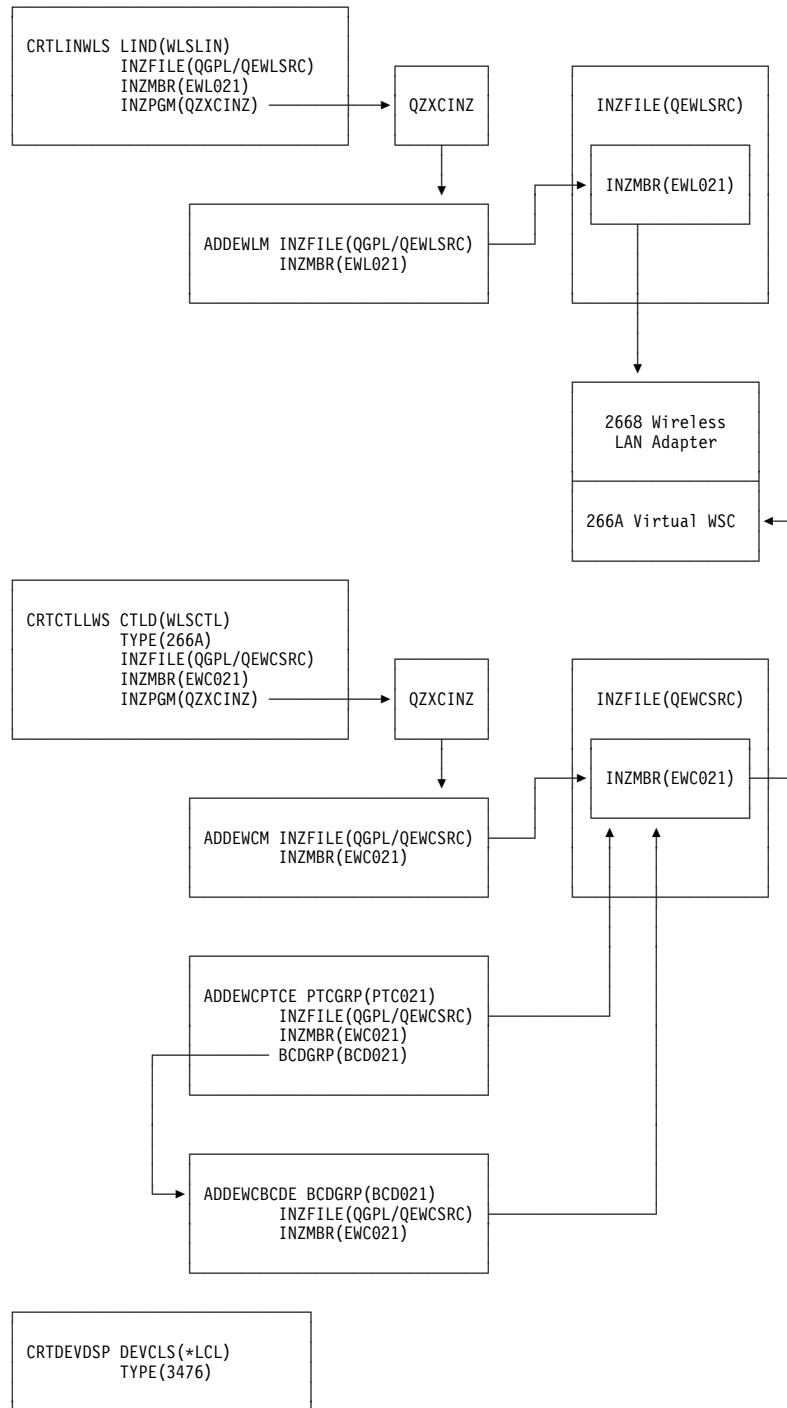 CRTLINWLS LIND(WLSLIN)
INZFILE(QGPL/QEWLSRC)
INZMBR(EWL021)
INZPGM(QZXCINZ)
QZXCINZ
INZFILE(QEWLSRC)
INZMBR(EWL021)
ADDEWLM INZFILE(QGPL/QEWLSRC)
INZMBR(EWL021)
2668 Wireless
LAN Adapter
266A Virtual WSC
CRTCTLLWS CTLD(WLSCTL)
TYPE(266A)
INZFILE(QGPL/QEWCSRC)
INZMBR(EWC021)
INZPGM(QZXCINZ)
QZXCINZ
INZFILE(QEWCSRC)
INZMBR(EWC021)
ADDEWCM INZFILE(QGPL/QEWCSRC)
INZMBR(EWC021)
ADDEWCPTCE PTCGRP(PTC021)
INZFILE(QGPL/QEWCSRC)
INZMBR(EWC021)
BCDGRP(BCD021)
ADDEWCBCDE BCDGRP(BCD021)
INZFILE(QGPL/QEWCSRC)
INZMBR(EWC021)
CRTDEVDSP DEVCLS(*LCL)
TYPE(3476)